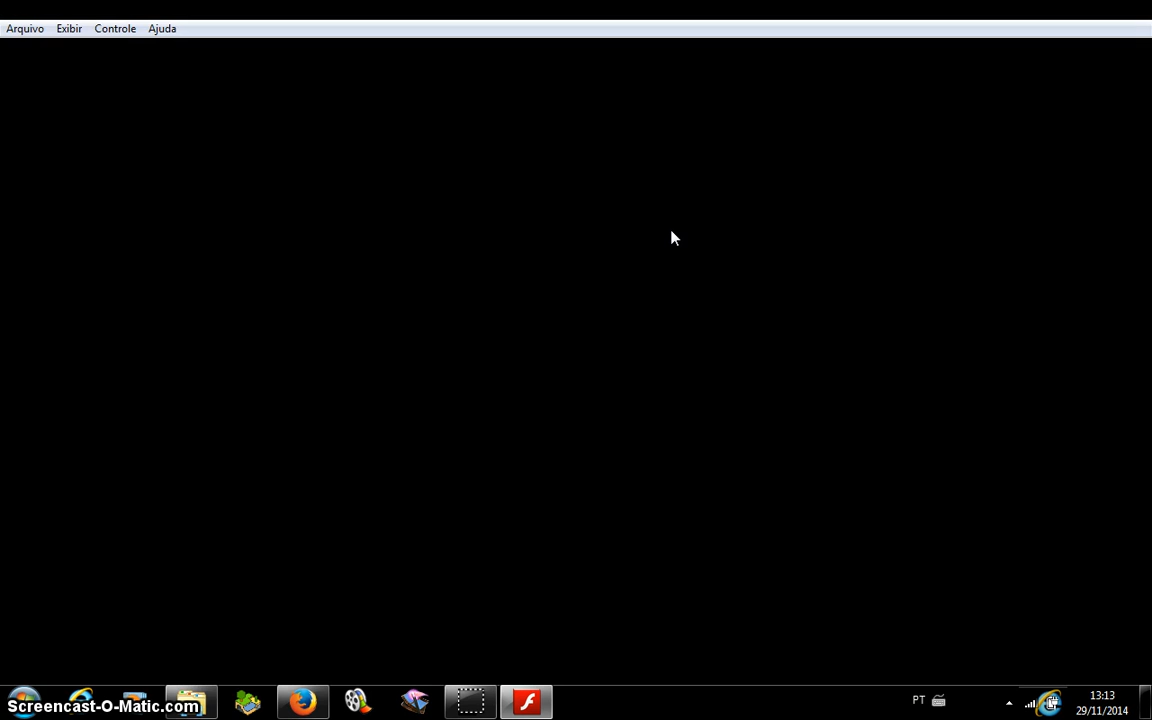 Arquivo Exibir Controle Ajuda
PT
13:13
29/11/2014
Screencast-O-Matic.com